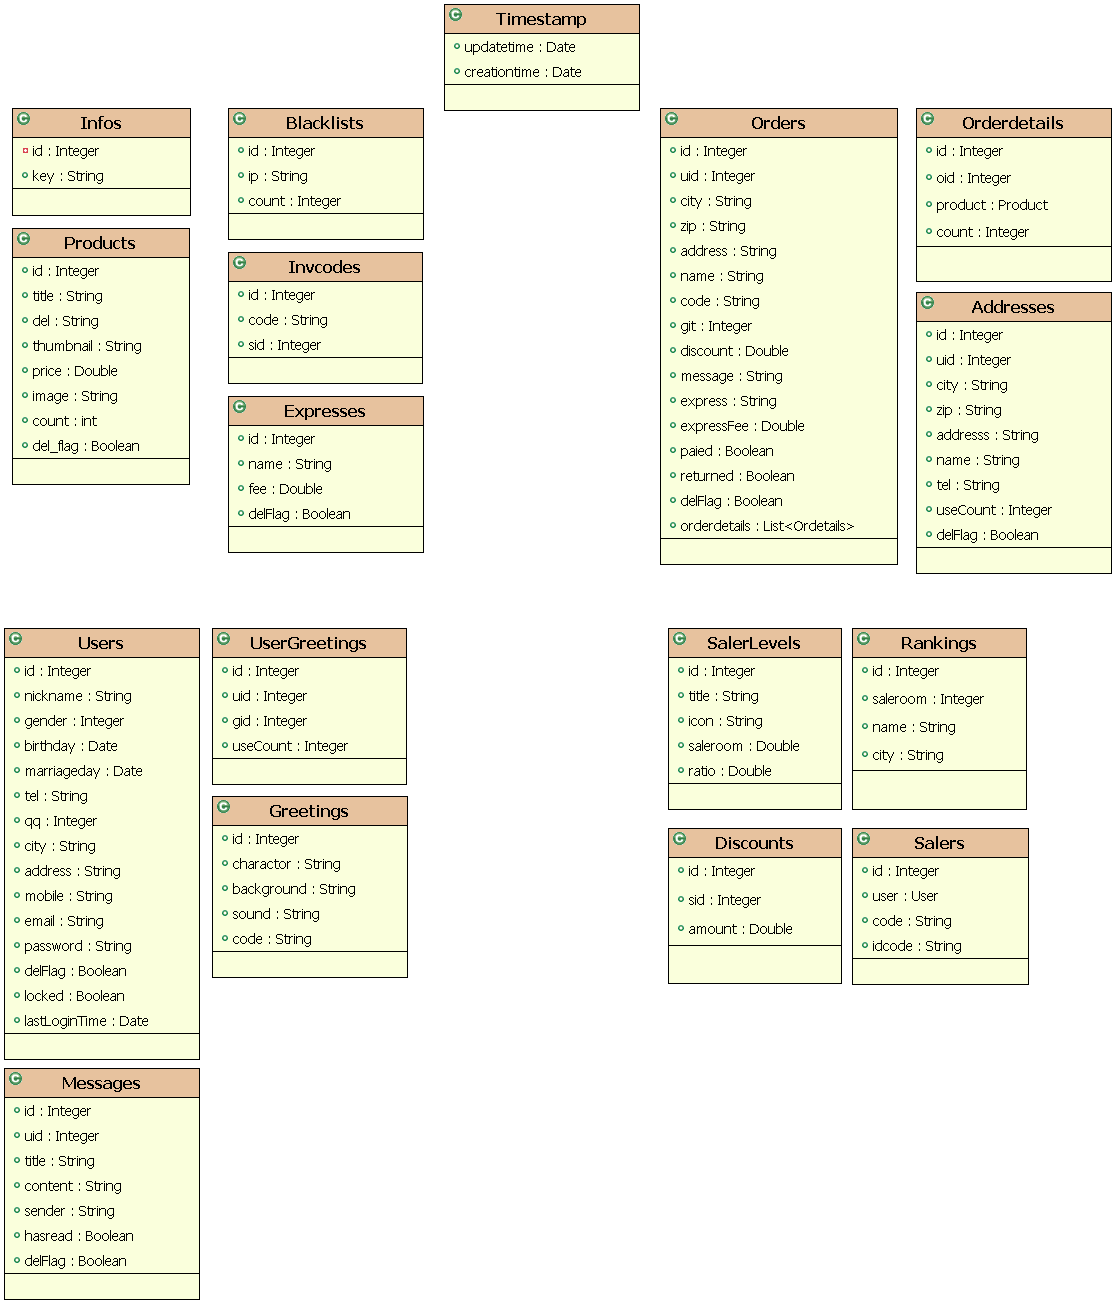 Timestamp
updatetime : Date
creationtime : Date
Infos
id : Integer
key : String
Blacklists
id : Integer
ip : String
count : Integer
Orders
id : Integer
uid : Integer
city : String
zip : String
address : String
name : String
code : String
git : Integer
discount : Double
message : String
express : String
expressFee : Double
paied : Boolean
returned : Boolean
delFlag : Boolean
orderdetails : List<Ordetails>
Orderdetails
id : Integer
oid : Integer
product : Product
count : Integer
Products
id : Integer
title : String
del : String
thumbnail : String
price : Double
image : String
count : int
del_flag : Boolean
Invcodes
id : Integer
code : String
sid : Integer
Expresses
id : Integer
name : String
fee : Double
delFlag : Boolean
Addresses
id : Integer
uid : Integer
city : String
zip : String
addresss : String
name : String
tel : String
useCount : Integer
delFlag : Boolean
Users
id : Integer
nickname : String
gender : Integer
birthday : Date
marriageday : Date
tel : String
qq : Integer
city : String
address : String
mobile : String
email : String
password : String
delFlag : Boolean
locked : Boolean
lastLoginTime : Date
UserGreetings
id : Integer
uid : Integer
gid : Integer
useCount : Integer
Greetings
id : Integer
charactor : String
background : String
sound : String
code : String
SalerLevels
id : Integer
title : String
icon : String
saleroom : Double
ratio : Double
Rankings
id : Integer
saleroom : Integer
name : String
city : String
Discounts
id : Integer
sid : Integer
amount : Double
Salers
id : Integer
user : User
code : String
idcode : String
Messages
id : Integer
uid : Integer
title : String
content : String
sender : String
hasread : Boolean
delFlag : Boolean